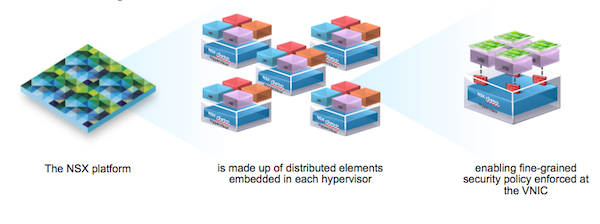 The NSX platform
is made up of distributed elements
embedded in each hypervisor
enabling fine-grained
security policy enforced at
the VNIC